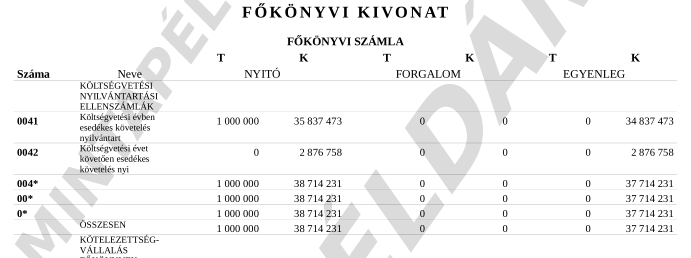 FŐKÖNYVI KIVONAT
FŐKÖNYVI SZÁMLA
T K T K T K
Száma Neve NYITÓ FORGALOM EGYENLEG
KÖLTSÉGVETÉSI
NYILVÁNTARTÁSI
ELLENSZÁMLÁK
0041 Költségvetési évben 1 000 000 35 837 473 0 0 0 34 837 473
esedékes követelés
nyilvántart
0042 Költségvetési évet 0 2 876 758 0 0 0 2 876 758
követően esedékes
követelés nyi
004* 1 000 000 38 714 231 0 0 0 37 714 231
00* 1 000 000 38 714 231 0 0 0 37 714 231
0* 1 000 000 38 714 231 0 0 0 37 714 231
ÖSSZESEN 1 000 000 38 714 231 0 0 0 37 714 231
KÖTELEZETTSÉG-
VÁLLALÁS